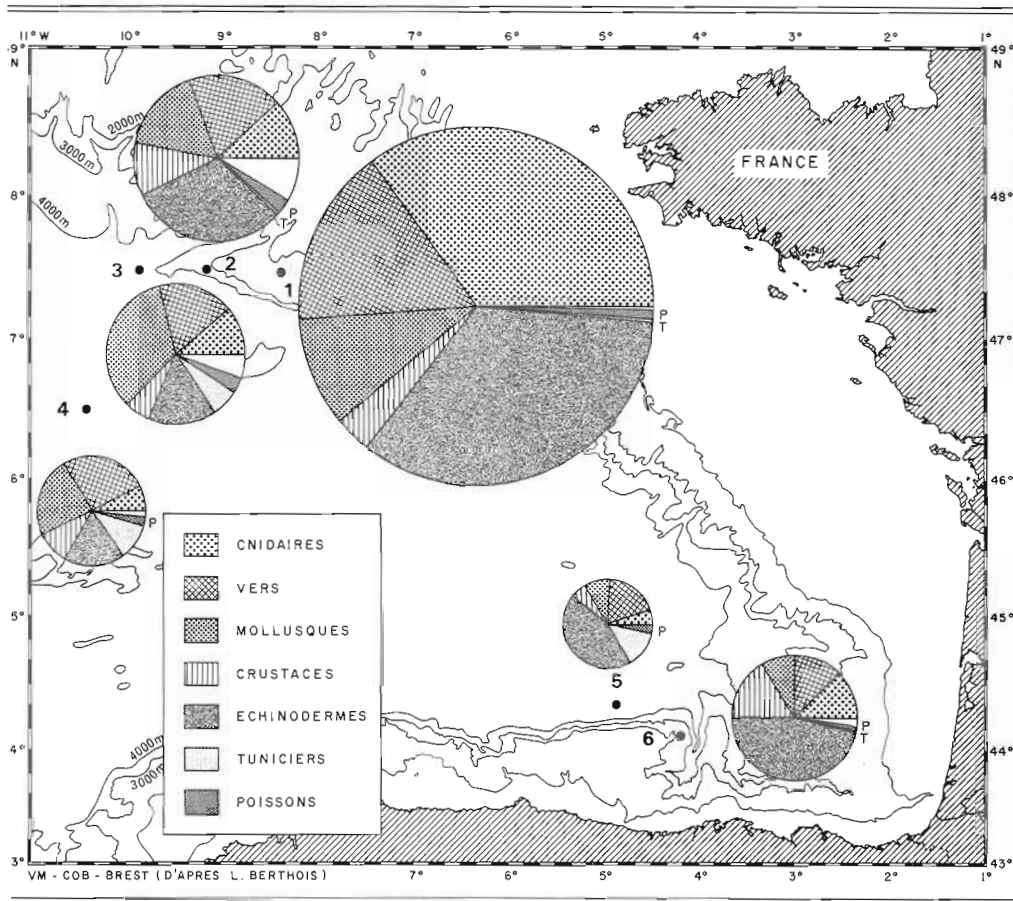 11° W 10° 9° 8° 7° 6° 5° 4° 3° 2° 1°
9° 49°
N N
2000m
3000m
4000m
FRANCE
8° 48°
P
T
3 2 1
7° 47°
P
T
4
6° 46°
P
CNIDAIRES
VERS
MOLLUSQUES
CRUSTACES
ECHINODERMES
TUNICIERS
POISSONS
5° 45°
P
5
6
P
T
4° 44°
4000m
3000m
3° 43°
VM - COB - BREST (D'APRES L. BERTHOIS) 7° 6° 5° 4° 3° 2° 1°